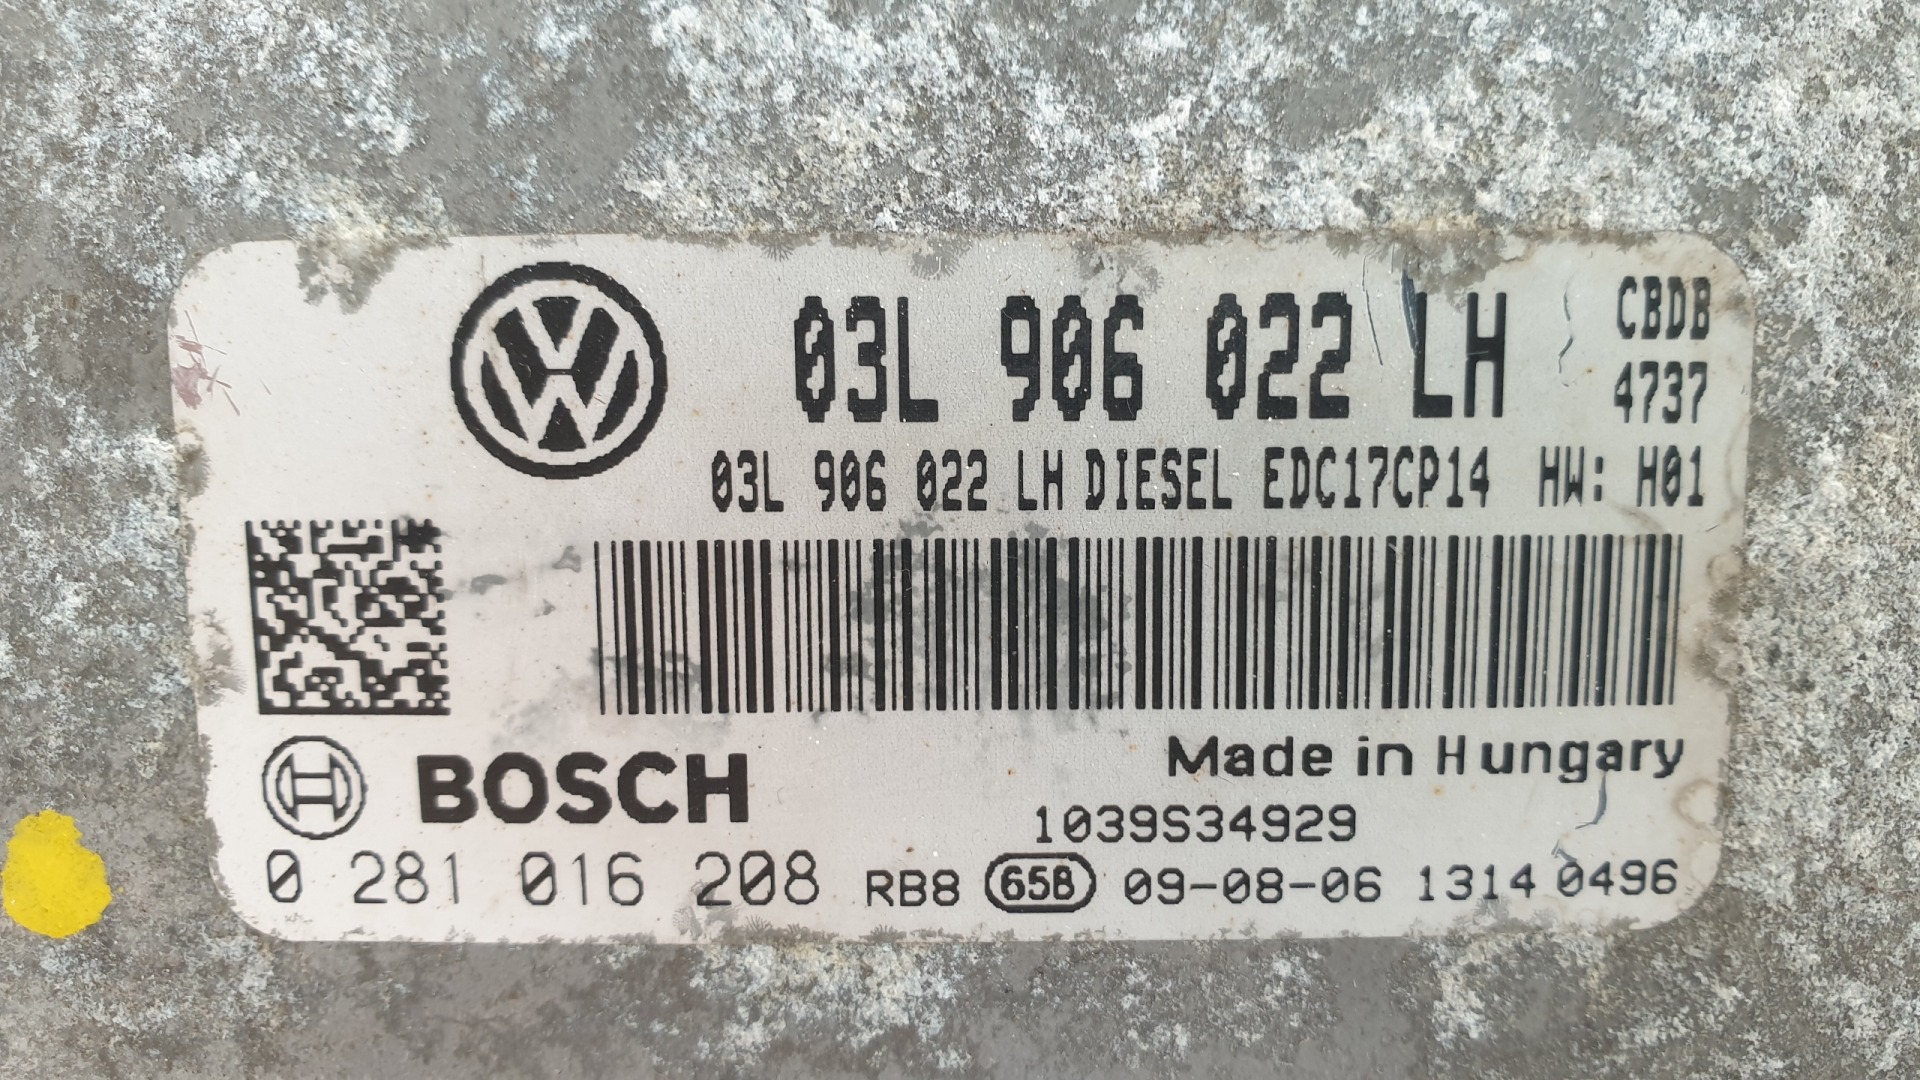 03L 906 022 LH CBDB
4737
03L 906 022 LH DIESEL EDC17CP14 HW: H01
BOSCH Made in Hungary
1039S34929
0 281 016 208 RB8 65B 09-08-06 1314 0496